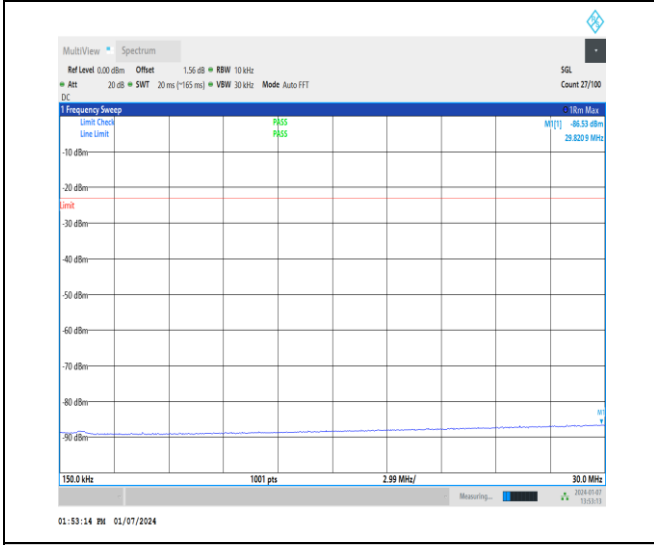 MultiView Spectrum
Ref Level 0.00 dBm Offset 1.56 dB RBW 10 kHz SGL
Att 20 dB SWT 20 ms (~165 ms) VBW 30 kHz Mode Auto FFT Count 27/100
DC
1 Frequency Sweep 1Rm Max
Limit Check PASS M1[1] -86.53 dBm
Line Limit PASS 29.820 9 MHz
-10 dBm
-20 dBm
Limit
-30 dBm
-40 dBm
-50 dBm
-60 dBm
-70 dBm
-80 dBm
M1
-90 dBm
150.0 kHz 1001 pts 2.99 MHz/ 30.0 MHz
Measuring... 2024-01-07
13:53:13
01:53:14 PM 01/07/2024